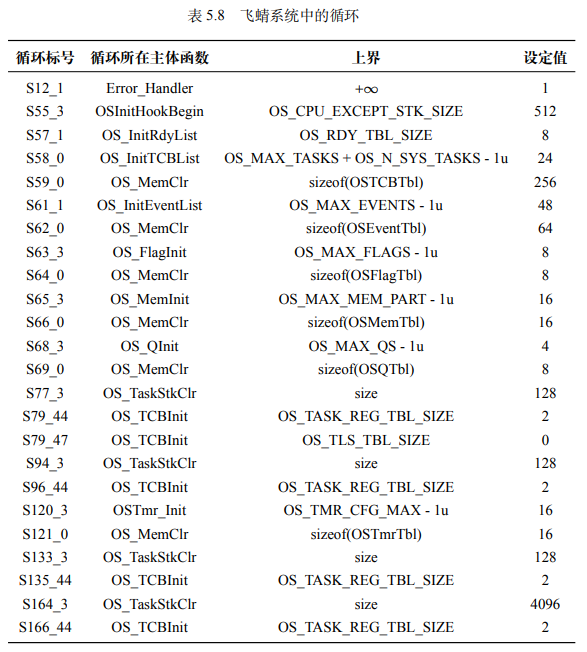 表 5.8 飞蜻系统中的循环
循环标号 循环所在主体函数 上界 设定值
S12_1 Error_Handler +∞ 1
S55_3 OSInitHookBegin OS_CPU_EXCEPT_STK_SIZE 512
S57_1 OS_InitRdyList OS_RDY_TBL_SIZE 8
S58_0 OS_InitTCBList OS_MAX_TASKS + OS_N_SYS_TASKS - 1u 24
S59_0 OS_MemClr sizeof(OSTCBTbl) 256
S61_1 OS_InitEventList OS_MAX_EVENTS - 1u 48
S62_0 OS_MemClr sizeof(OSEventTbl) 64
S63_3 OS_FlagInit OS_MAX_FLAGS - 1u 8
S64_0 OS_MemClr sizeof(OSFlagTbl) 8
S65_3 OS_MemInit OS_MAX_MEM_PART - 1u 16
S66_0 OS_MemClr sizeof(OSMemTbl) 16
S68_3 OS_QInit OS_MAX_QS - 1u 4
S69_0 OS_MemClr sizeof(OSQTbl) 8
S77_3 OS_TaskStkClr size 128
S79_44 OS_TCBInit OS_TASK_REG_TBL_SIZE 2
S79_47 OS_TCBInit OS_TLS_TBL_SIZE 0
S94_3 OS_TaskStkClr size 128
S96_44 OS_TCBInit OS_TASK_REG_TBL_SIZE 2
S120_3 OSTmr_Init OS_TMR_CFG_MAX - 1u 16
S121_0 OS_MemClr sizeof(OSTmrTbl) 16
S133_3 OS_TaskStkClr size 128
S135_44 OS_TCBInit OS_TASK_REG_TBL_SIZE 2
S164_3 OS_TaskStkClr size 4096
S166_44 OS_TCBInit OS_TASK_REG_TBL_SIZE 2